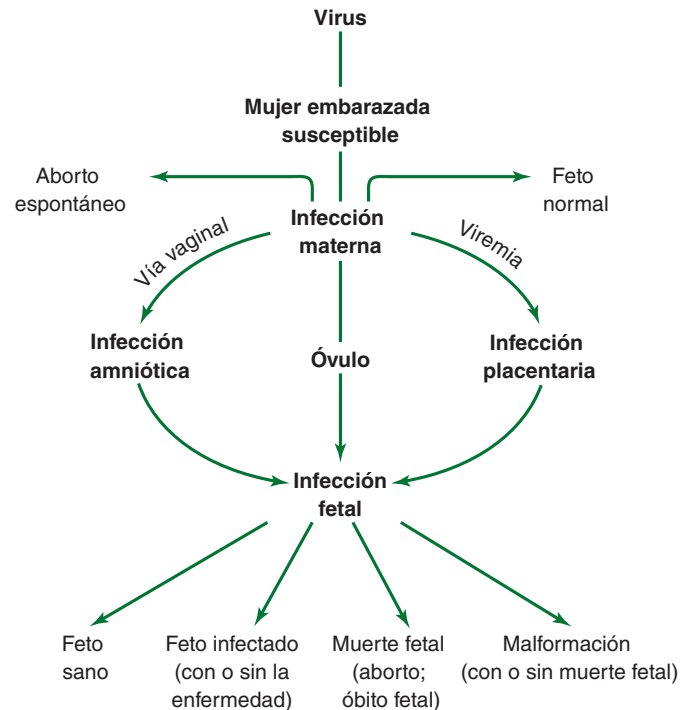 Virus
Mujer embarazada
susceptible
Aborto
espontáneo
Feto
normal
Infección
materna
Vía vaginal
Viremia
Infección
amniótica
Óvulo
Infección
placentaria
Infección
fetal
Feto
sano
Feto infectado
(con o sin la
enfermedad)
Muerte fetal
(aborto;
óbito fetal)
Malformación
(con o sin muerte fetal)